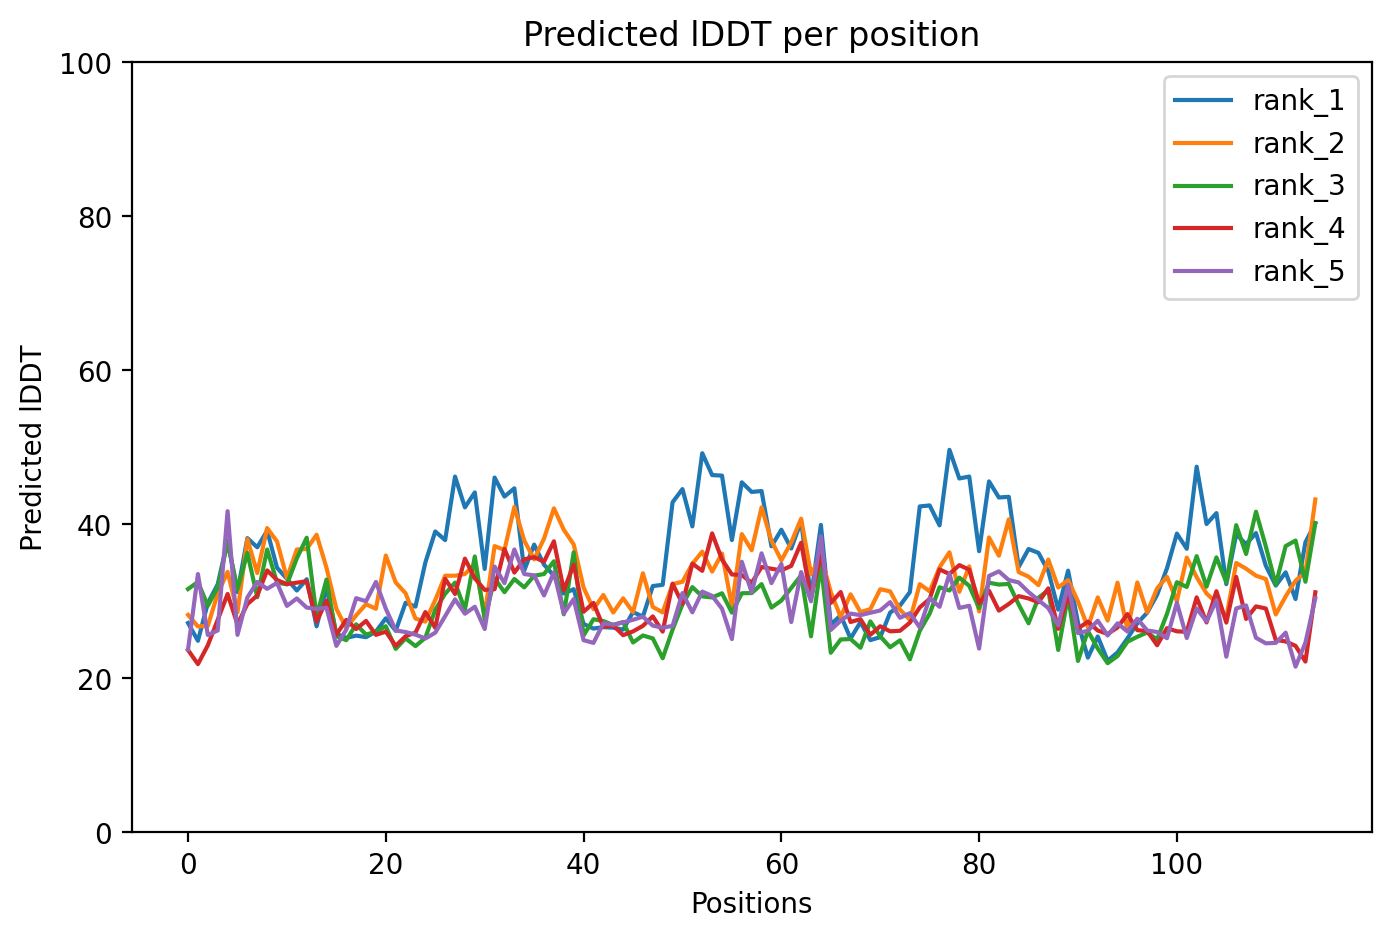 Predicted lDDT per position
100
80
60
40
20
0
Predicted lDDT
0 20 40 60 80 100
Positions
rank_1
rank_2
rank_3
rank_4
rank_5